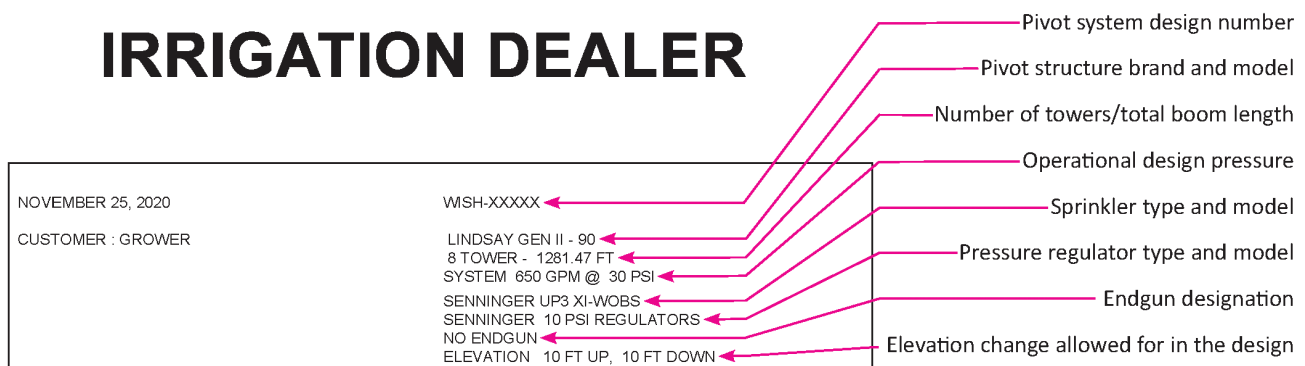 IRRIGATION DEALER
Pivot system design number
Pivot structure brand and model
Number of towers/total boom length
Operational design pressure
Sprinkler type and model
Pressure regulator type and model
Endgun designation
Elevation change allowed for in the design
NOVEMBER 25, 2020
WISH-XXXXX
CUSTOMER : GROWER
LINDSAY GEN II - 90
8 TOWER - 1281.47 FT
SYSTEM 650 GPM @ 30 PSI
SENNINGER UP3 XI-WOBS
SENNINGER 10 PSI REGULATORS
NO ENDGUN
ELEVATION 10 FT UP, 10 FT DOWN